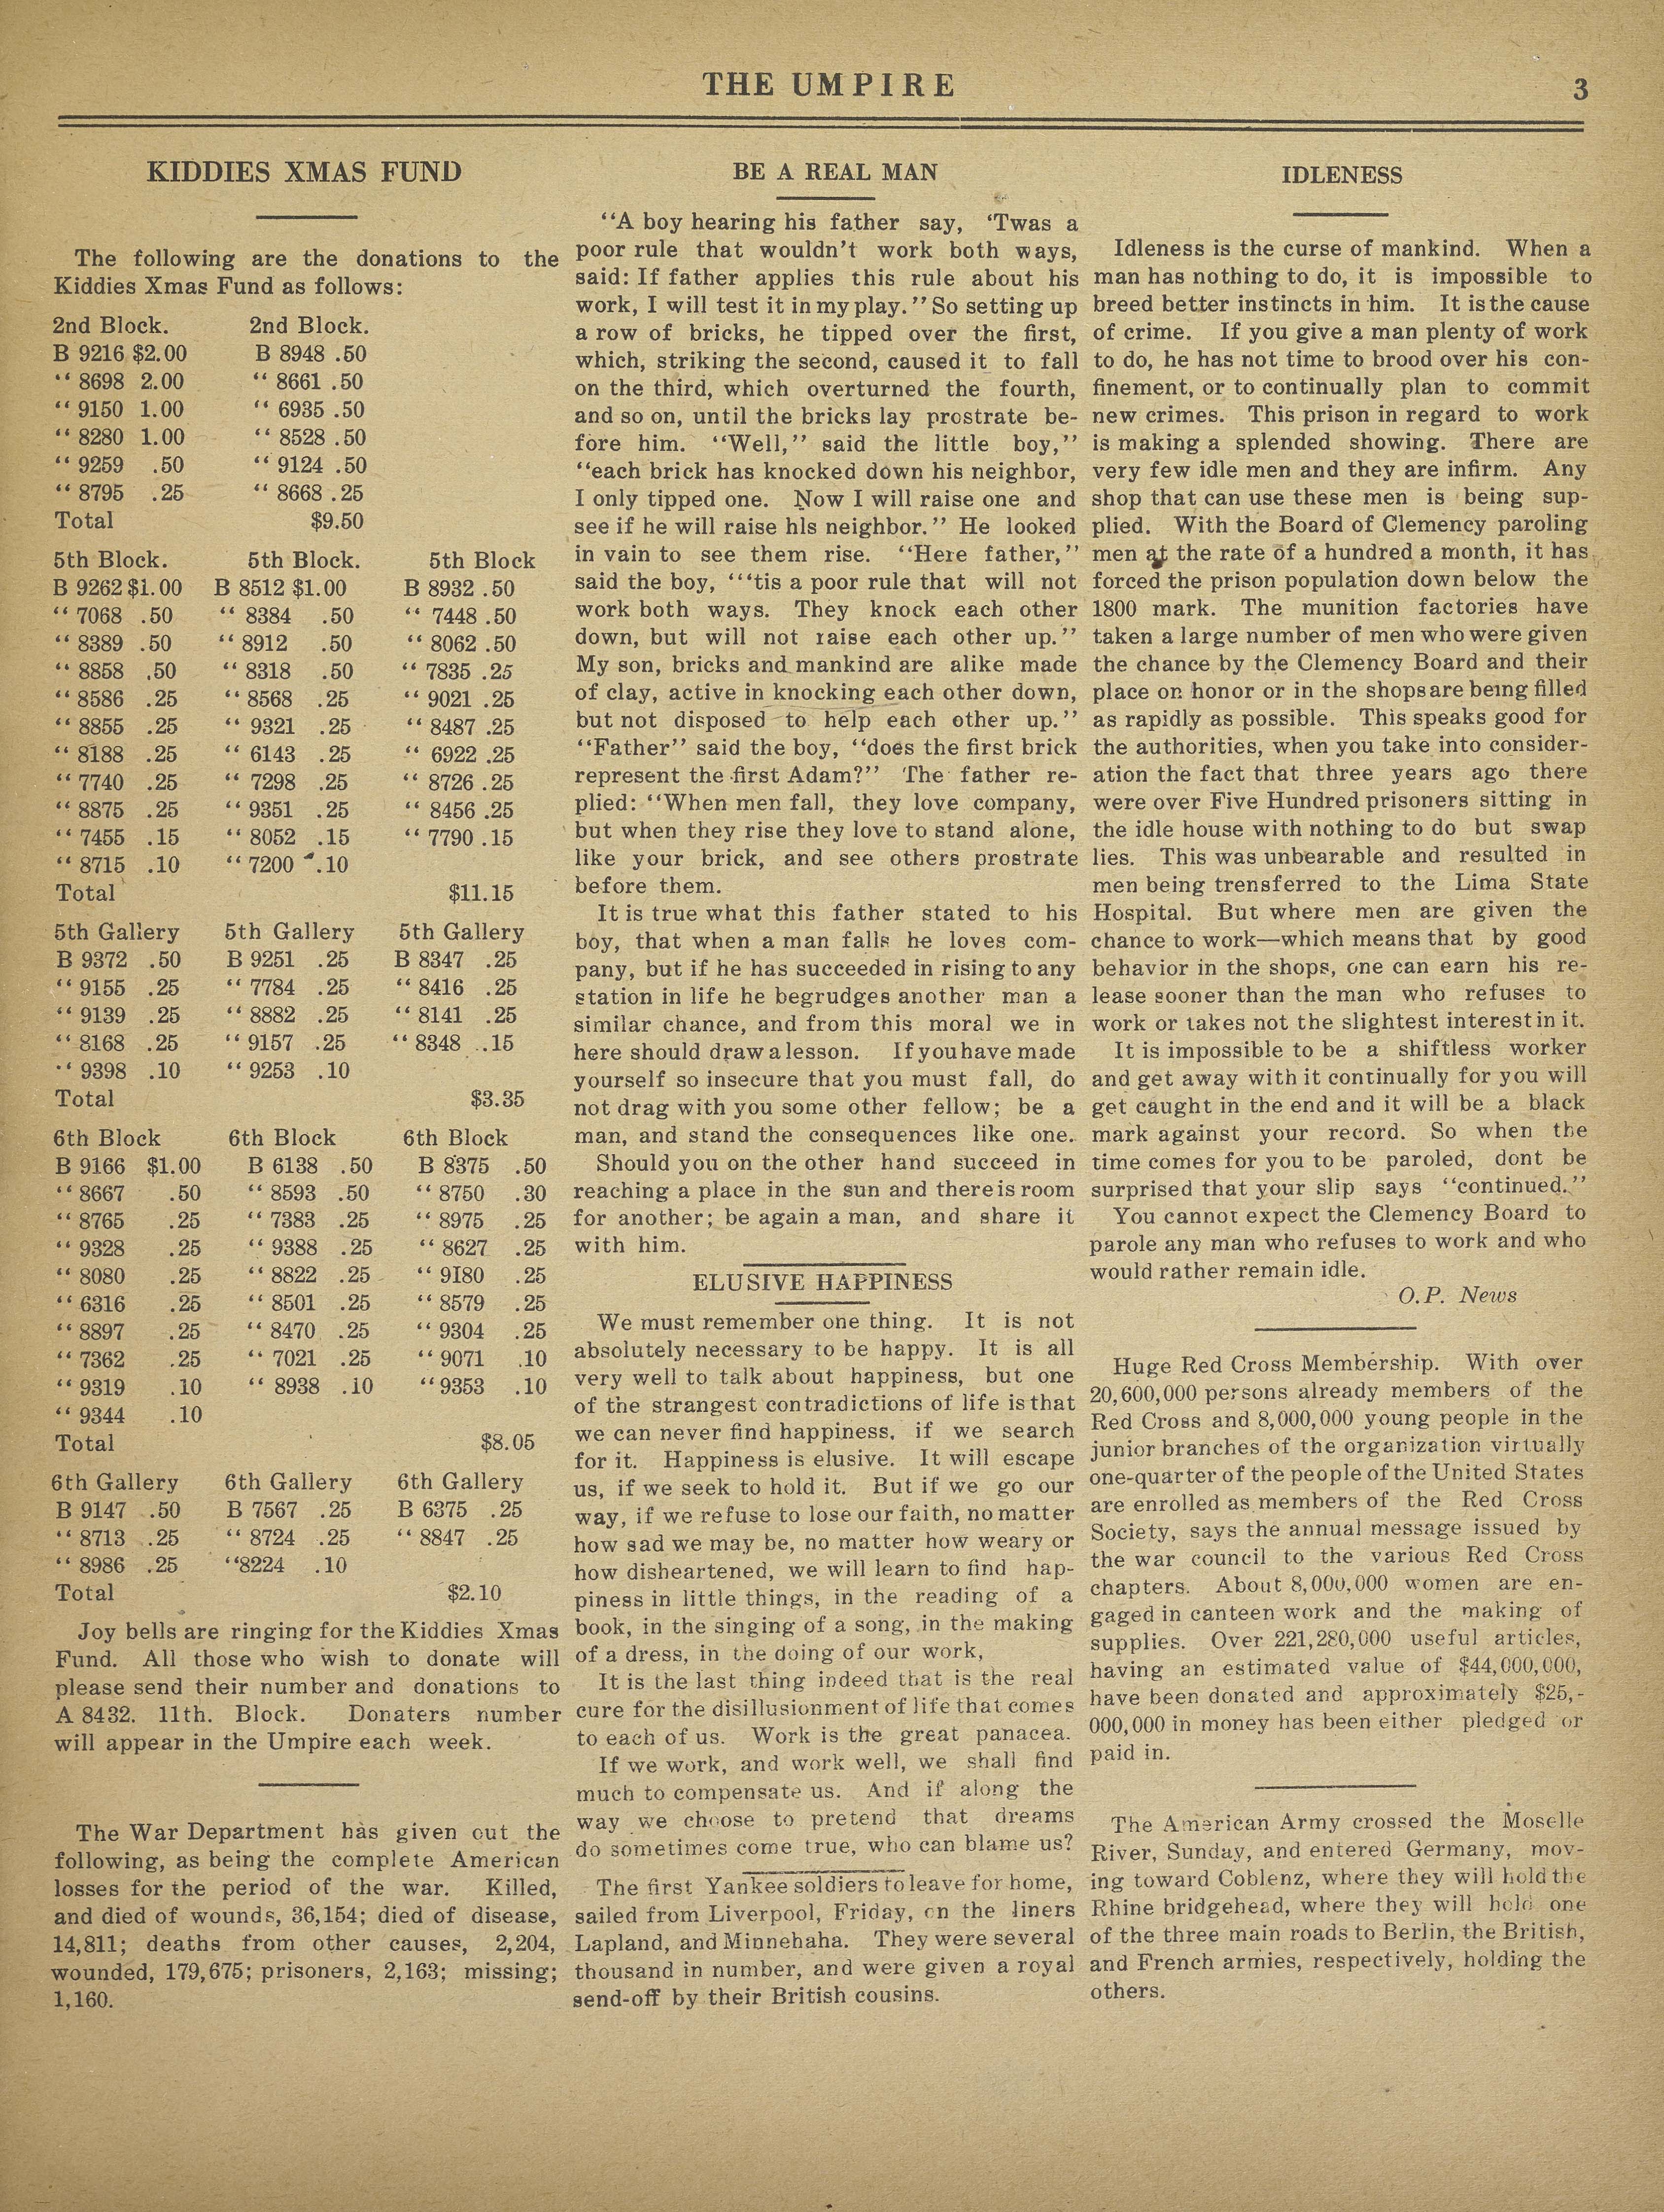 THE UMPIRE 3
KIDDIES XMAS FUND
The following are the donations to the
Kiddies Xmas Fund as follows:
2nd Block. 2nd Block.
B 9216 $2.00 B 8948 .50
“ 8698 2.00 “ 8661 .50
“ 9150 1.00 “ 6935 .50
“ 8280 1.00 “ 8528 .50
“ 9259 .50 “ 9124 .50
“ 8795 .25 “ 8668 .25
Total $9.50
5th Block. 5th Block. 5th Block
B 9262 $1.00 B 8512 $1.00 B 8932 .50
“ 7068 .50 “ 8384 .50 “ 7448 .50
“ 8389 .50 “ 8912 .50 “ 8062 .50
“ 8858 .50 “ 8318 .50 “ 7835 .25
“ 8586 .25 “ 8568 .25 “ 9021 .25
“ 8855 .25 “ 9321 .25 “ 8487 .25
“ 8188 .25 “ 6143 .25 “ 6922 .25
“ 7740 .25 “ 7298 .25 “ 8726 .25
“ 8875 .25 “ 9351 .25 “ 8456 .25
“ 7455 .15 “ 8052 .15 “ 7790 .15
“ 8715 .10 “ 7200 .10
Total $11.15
5th Gallery 5th Gallery 5th Gallery
B 9372 .50 B 9251 .25 B 8347 .25
“ 9155 .25 “ 7784 .25 “ 8416 .25
“ 9139 .25 “ 8882 .25 “ 8141 .25
“ 8168 .25 “ 9157 .25 “ 8348 .15
“ 9398 .10 “ 9253 .10
Total $3.35
6th Block 6th Block 6th Block
B 9166 $1.00 B 6138 .50 B 8375 .50
“ 8667 .50 “ 8593 .50 “ 8750 .30
“ 8765 .25 “ 7383 .25 “ 8975 .25
“ 9328 .25 “ 9388 .25 “ 8627 .25
“ 8080 .25 “ 8822 .25 “ 9I80 .25
“ 6316 .25 “ 8501 .25 “ 8579 .25
“ 8897 .25 “ 8470 .25 “ 9304 .25
“ 7362 .25 “ 7021 .25 “ 9071 .10
“ 9319 .10 “ 8938 .10 “ 9353 .10
“ 9344 .10
Total $8.05
6th Gallery 6th Gallery 6th Gallery
B 9147 .50 B 7567 .25 B 6375 .25
“ 8713 .25 “ 8724 .25 “ 8847 .25
“ 8986 .25 “8224 .10
Total $2.10
Joy bells are ringing for the Kiddies Xmas
Fund. All those who wish to donate will
please send their number and donations to
A 8432. 11th. Block. Donaters number
will appear in the Umpire each week.
The War Department has given out the
following, as being the complete American
losses for the period of the war. Killed,
and died of wounds, 36,154; died of disease,
14,811; deaths from other causes, 2,204,
wounded, 179,675; prisoners, 2,163; missing;
1,160.
BE A REAL MAN
“A boy hearing his father say, ‘Twas a
poor rule that wouldn’t work both ways,
said: If father applies this rule about his
work, I will test it in my play.” So setting up
a row of bricks, he tipped over the first,
which, striking the second, caused it to fall
on the third, which overturned the fourth,
and so on, until the bricks lay prostrate be-
fore him. “Well,” said the little boy,”
“each brick has knocked down his neighbor,
I only tipped one. Now I will raise one and
see if he will raise hls neighbor.” He looked
in vain to see them rise. “Here father,”
said the boy, “‘tis a poor rule that will not
work both ways. They knock each other
down, but will not raise each other up.”
My son, bricks and mankind are alike made
of clay, active in knocking each other down,
but not disposed to help each other up.”
“Father” said the boy, “does the first brick
represent the first Adam?” The father re-
plied: “When men fall, they love company,
but when they rise they love to stand alone,
like your brick, and see others prostrate
before them.
It is true what this father stated to his
boy, that when a man falls he loves com-
pany, but if he has succeeded in rising to any
station in life he begrudges another man a
similar chance, and from this moral we in
here should draw a lesson. If you have made
yourself so insecure that you must fall, do
not drag with you some other fellow; be a
man, and stand the consequences like one.
Should you on the other hand succeed in
reaching a place in the sun and there is room
for another; be again a man, and share it
with him.
ELUSIVE HAPPINESS
We must remember one thing. It is not
absolutely necessary to be happy. It is all
very well to talk about happiness, but one
of the strangest contradictions of life is that
we can never find happiness, if we search
for it. Happiness is elusive. It will escape
us, if we seek to hold it. But if we go our
way, if we refuse to lose our faith, no matter
how sad we may be, no matter how weary or
how disheartened, we will learn to find hap-
piness in little things, in the reading of a
book, in the singing of a song, in the making
of a dress, in the doing of our work,
It is the last thing indeed that is the real
cure for the disillusionment of life that comes
to each of us. Work is the great panacea.
If we work, and work well, we shall find
much to compensate us. And if along the
way we choose to pretend that dreams
do sometimes come true, who can blame us?
The first Yankee soldiers to leave for home,
sailed from Liverpool, Friday, on the liners
Lapland, and Minnehaha. They were several
thousand in number, and were given a royal
send-off by their British cousins.
IDLENESS
Idleness is the curse of mankind. When a
man has nothing to do, it is impossible to
breed better instincts in him. It is the cause
of crime. If you give a man plenty of work
to do, he has not time to brood over his con-
finement, or to continually plan to commit
new crimes. This prison in regard to work
is making a splended showing. There are
very few idle men and they are infirm. Any
shop that can use these men is being sup-
plied. With the Board of Clemency paroling
men at the rate of a hundred a month, it has
forced the prison population down below the
1800 mark. The munition factories have
taken a large number of men who were given
the chance by the Clemency Board and their
place on honor or in the shops are being filled
as rapidly as possible. This speaks good for
the authorities, when you take into consider-
ation the fact that three years ago there
were over Five Hundred prisoners sitting in
the idle house with nothing to do but swap
lies. This was unbearable and resulted in
men being trensferred to the Lima State
Hospital. But where men are given the
chance to work—which means that by good
behavior in the shops, one can earn his re-
lease sooner than the man who refuses to
work or takes not the slightest interest in it.
It is impossible to be a shiftless worker
and get away with it continually for you will
get caught in the end and it will be a black
mark against your record. So when the
time comes for you to be paroled, dont be
surprised that your slip says “continued.”
You cannot expect the Clemency Board to
parole any man who refuses to work and who
would rather remain idle.
O.P. News
Huge Red Cross Membership. With over
20,600,000 persons already members of the
Red Cross and 8,000,000 young people in the
junior branches of the organization virtually
one-quarter of the people of the United States
are enrolled as members of the Red Cross
Society, says the annual message issued by
the war council to the various Red Cross
chapters. About 8,000,000 women are en-
gaged in canteen work and the making of
supplies. Over 221,280,000 useful articles,
having an estimated value of $44,000,000,
have been donated and approximately $25,-
000,000 in money has been either pledged or
paid in.
The American Army crossed the Moselle
River, Sunday, and entered Germany, mov-
ing toward Coblenz, where they will hold the
Rhine bridgehead, where they will hold one
of the three main roads to Berlin, the British,
and French armies, respectively, holding the
others.